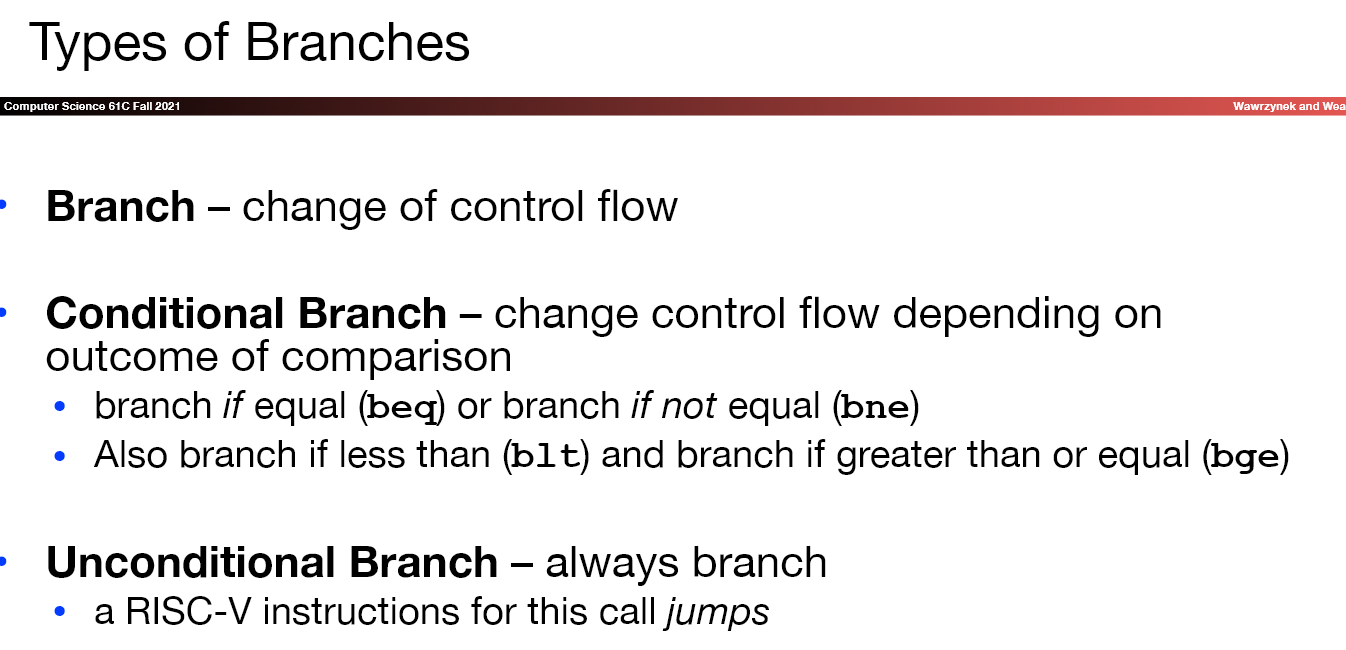 Types of Branches
Computer Science 61C Fall 2021
Wawrzynek and Wea
• Branch – change of control flow
• Conditional Branch – change control flow depending on
outcome of comparison
• branch if equal (beq) or branch if not equal (bne)
• Also branch if less than (blt) and branch if greater than or equal (bge)
• Unconditional Branch – always branch
• a RISC-V instructions for this call jumps